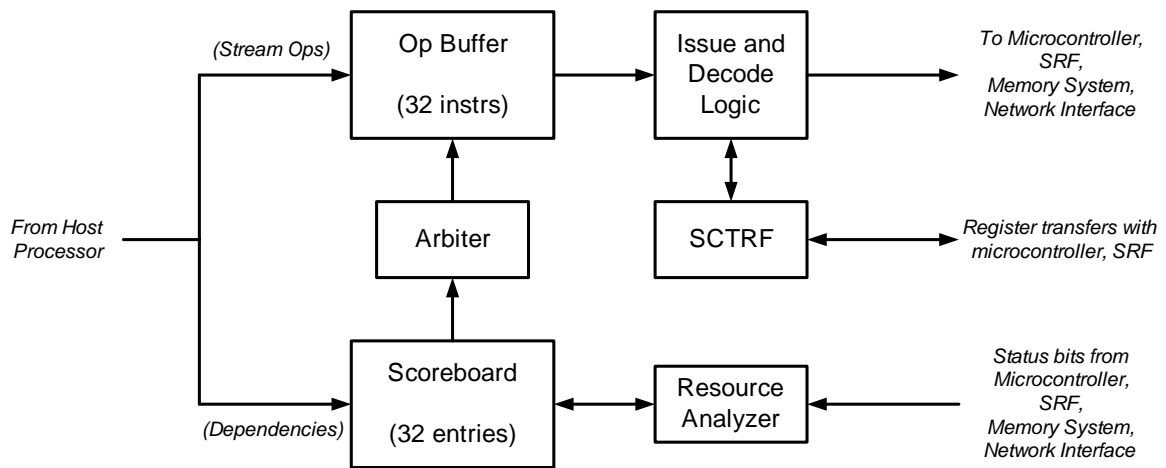 (Stream Ops)
Op Buffer
(32 instrs)
Issue and
Decode
Logic
To Microcontroller,
SRF,
Memory System,
Network Interface
From Host
Processor
Arbiter
SCTRF
Register transfers with
microcontroller, SRF
(Dependencies)
Scoreboard
(32 entries)
Resource
Analyzer
Status bits from
Microcontroller,
SRF,
Memory System,
Network Interface